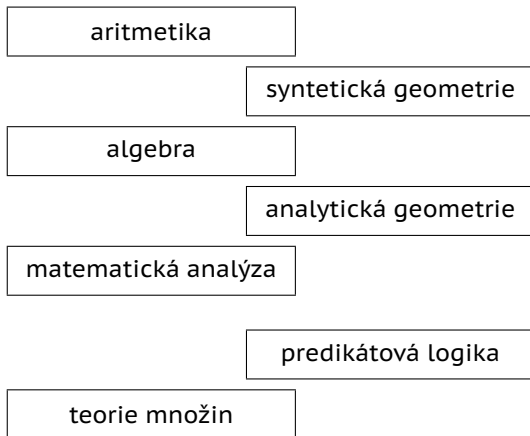 aritmetika
syntetická geometrie
algebra
analytická geometrie
matematická analýza
predikátová logika
teorie množin